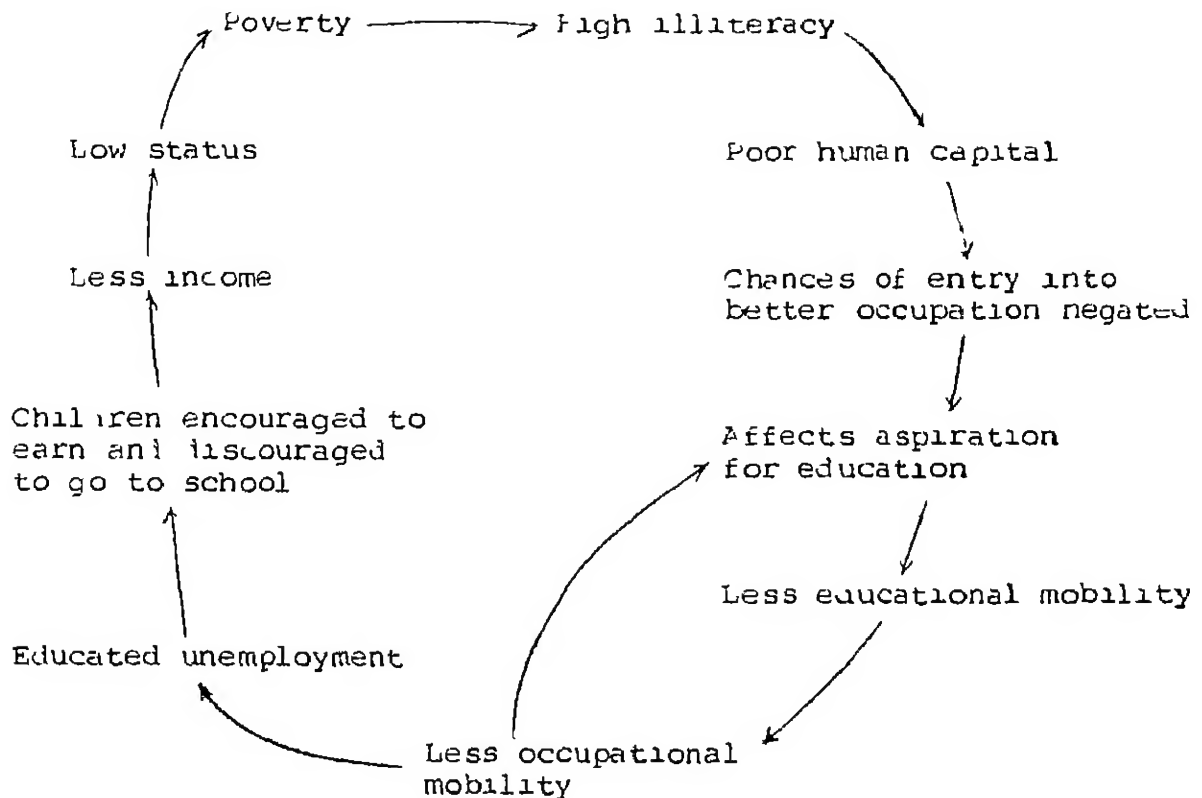 Poverty
High illiteracy
Low status
Poor human capital
Less income
Chances of entry into
better occupation negated
Children encouraged to
earn and discouraged
to go to school
Affects aspiration
for education
Less educational mobility
Educated unemployment
Less occupational
mobility